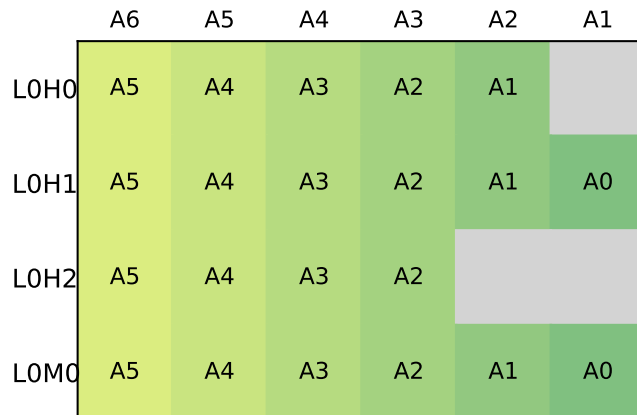 A6 A5 A4 A3 A2 A1
L0H0 A5 A4 A3 A2 A1
L0H1 A5 A4 A3 A2 A1 A0
L0H2 A5 A4 A3 A2
L0M0 A5 A4 A3 A2 A1 A0